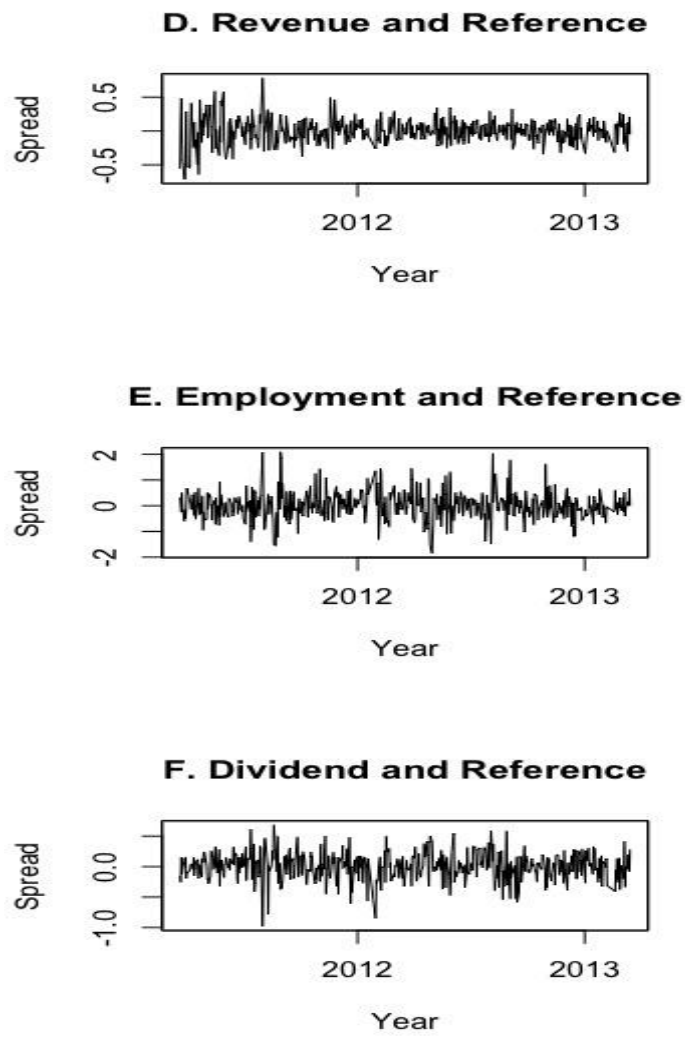 D. Revenue and Reference
0.5
-0.5
Spread
2012 2013
Year
E. Employment and Reference
2
0
-2
Spread
2012 2013
Year
F. Dividend and Reference
0.0
-1.0
Spread
2012 2013
Year